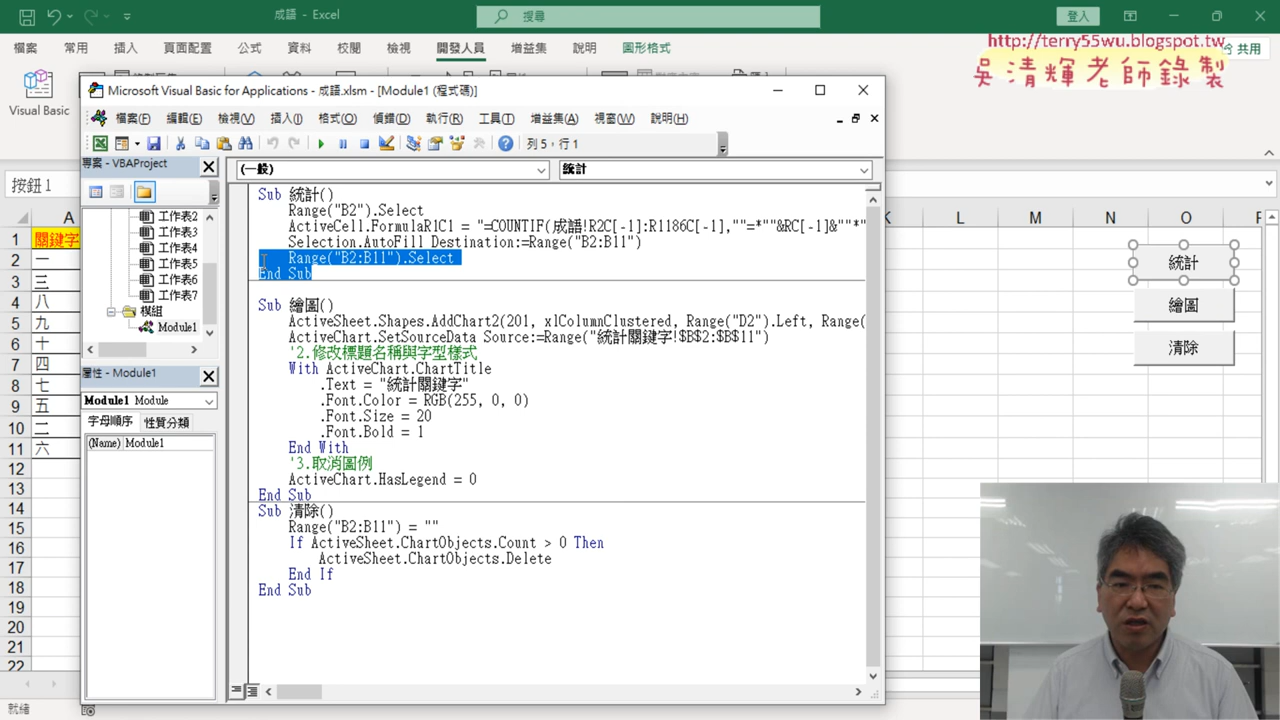 成語 - Excel
搜尋
登入
檔案 常用 插入 頁面配置 公式 資料 校閱 檢視 開發人員 增益集 說明 圖形格式
共用
http://terry55wu.blogspot.tw
吳清輝老師錄製
Visual Basic
Microsoft Visual Basic for Applications - 成語.xlsm - [Module1 (程式碼)]
檔案(F) 編輯(E) 檢視(V) 插入(I) 格式(O) 偵錯(D) 執行(R) 工具(T) 增益集(A) 視窗(W) 說明(H)
列 5，行 1
專案 - VBAProject
工作表2
工作表3
工作表4
工作表5
工作表6
工作表7
模組
Module1
屬性 - Module1
Module1 Module
字母順序 性質分類
(Name) Module1
(一般) 統計
Sub 統計()
Range("B2").Select
ActiveCell.FormulaR1C1 = "=COUNTIF(成語!R2C[-1]:R1186C[-1],""=*""&RC[-1]&""*"
Selection.AutoFill Destination:=Range("B2:B11")
Range("B2:B11").Select
End Sub
Sub 繪圖()
ActiveSheet.Shapes.AddChart2(201, xlColumnClustered, Range("D2").Left, Range(
ActiveChart.SetSourceData Source:=Range("統計關鍵字!$B$2:$B$11")
'2.修改標題名稱與字型樣式
With ActiveChart.ChartTitle
.Text = "統計關鍵字"
.Font.Color = RGB(255, 0, 0)
.Font.Size = 20
.Font.Bold = 1
End With
'3.取消圖例
ActiveChart.HasLegend = 0
End Sub
Sub 清除()
Range("B2:B11") = ""
If ActiveSheet.ChartObjects.Count > 0 Then
ActiveSheet.ChartObjects.Delete
End If
End Sub
按鈕 1
A K L M N O P
1 關鍵字
2 一
3 三
4 八
5 九
6 十
7 四
8 七
9 五
10 二
11 六
12
13
14
15
16
17
18
19
20
21
22
統計
繪圖
清除
就緒